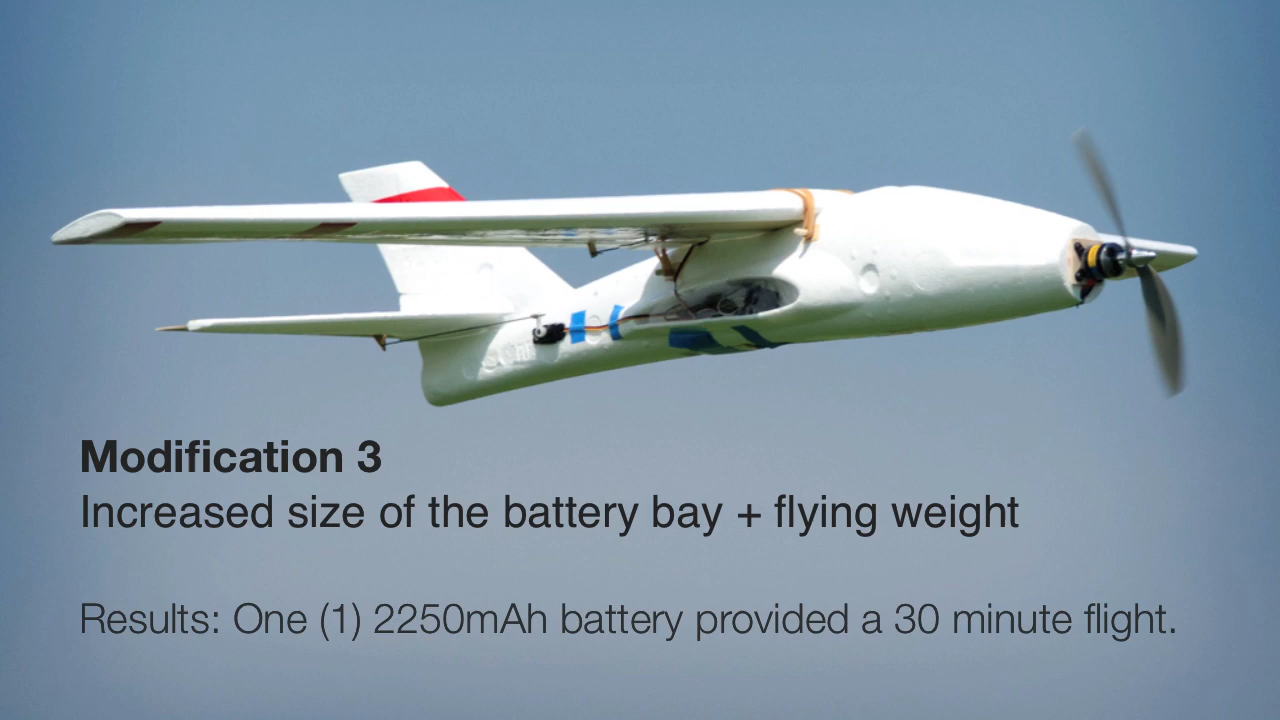 Modification 3
Increased size of the battery bay + flying weight
Results: One (1) 2250mAh battery provided a 30 minute flight.